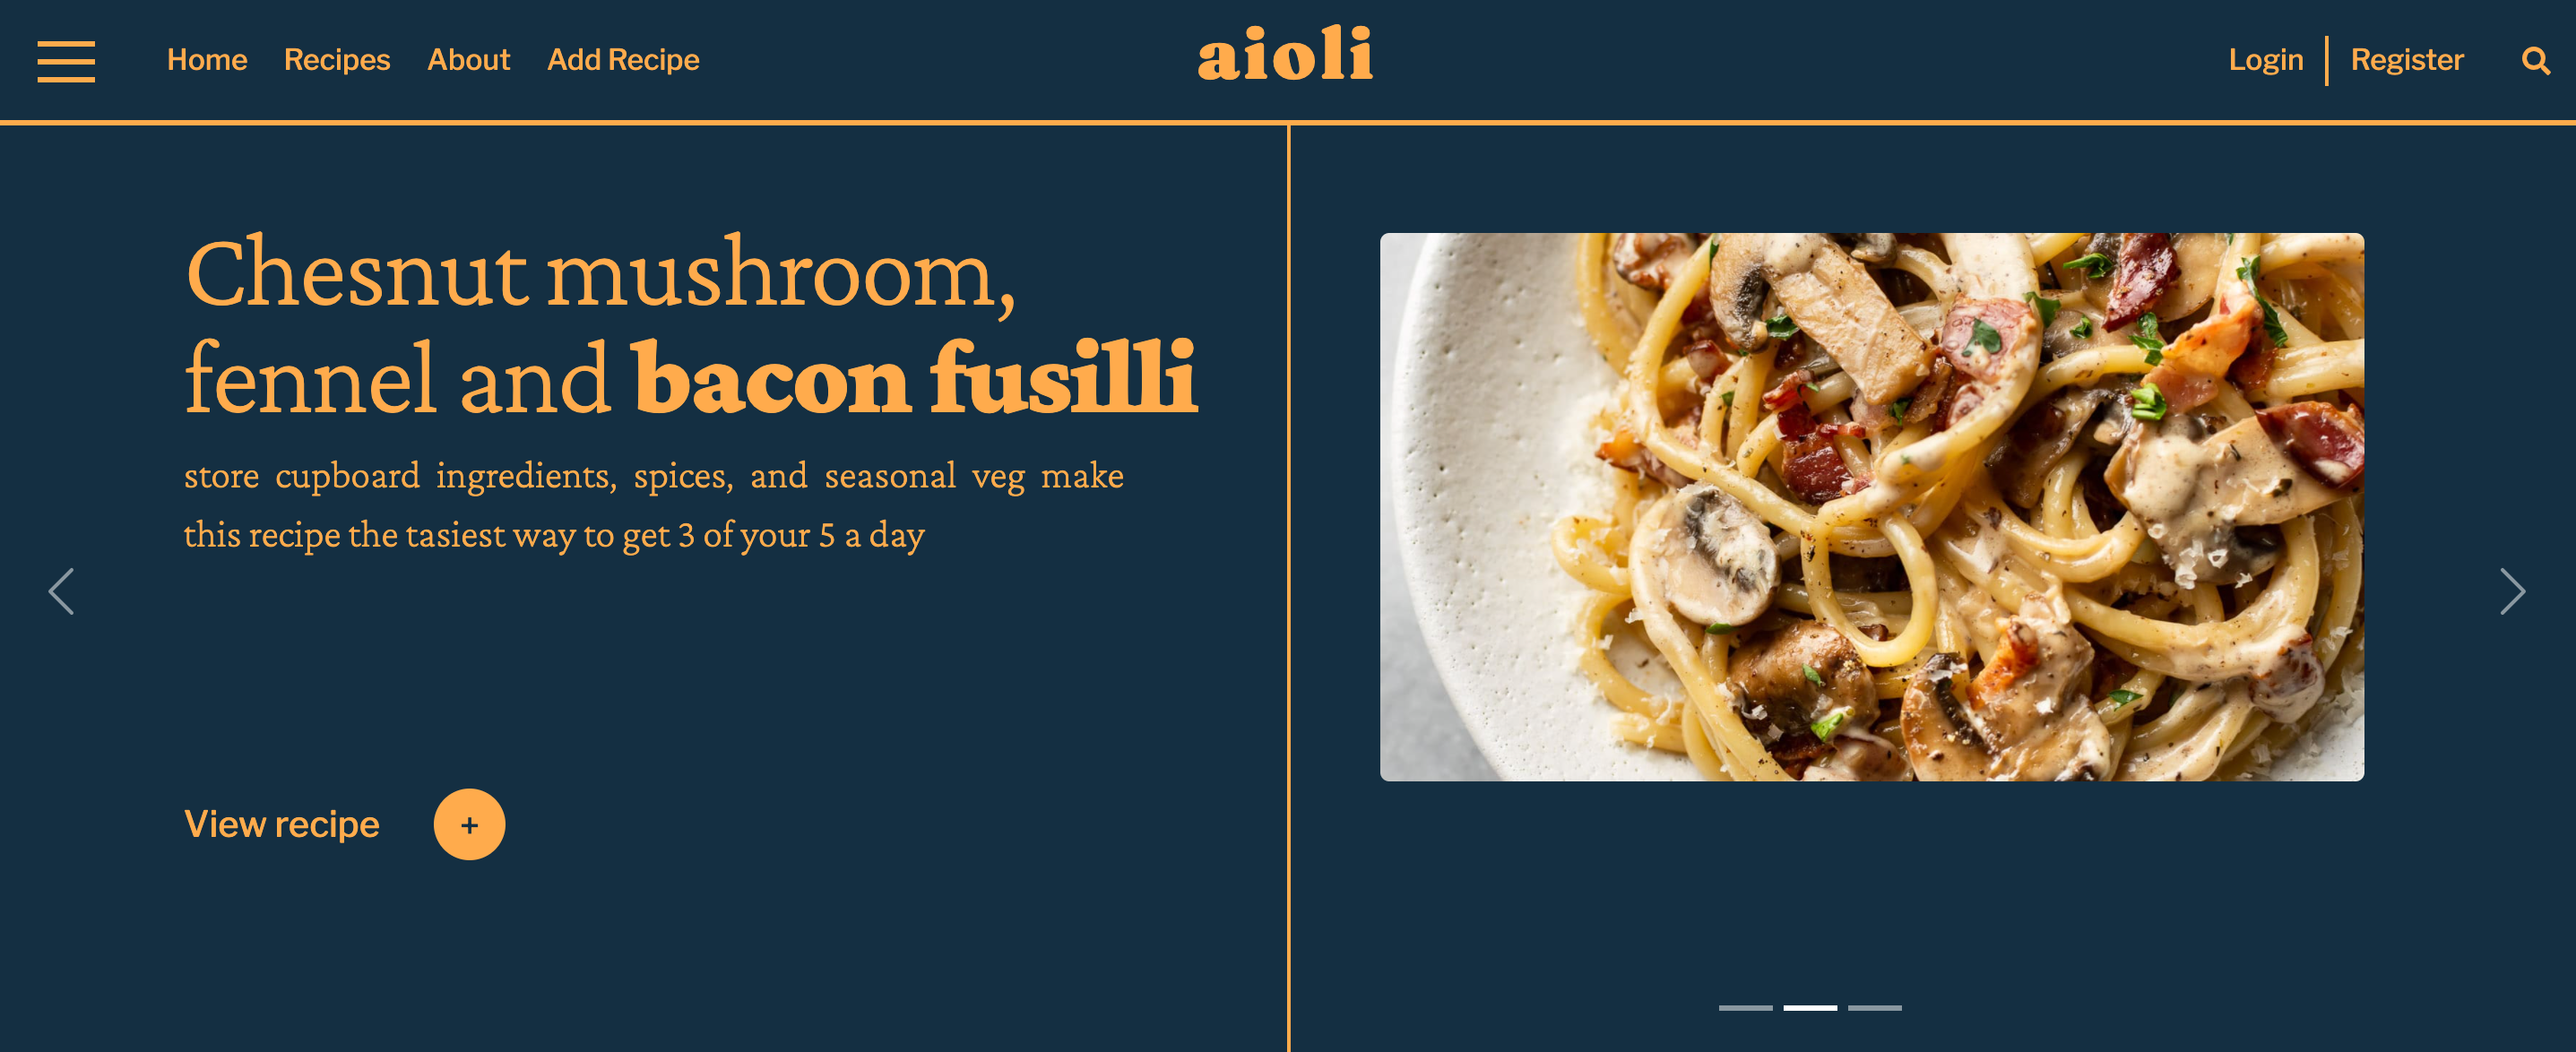 Home Recipes About Add Recipe aioli Login Register
Chesnut mushroom,
fennel and bacon fusilli
store cupboard ingredients, spices, and seasonal veg make
this recipe the tasiest way to get 3 of your 5 a day
View recipe +